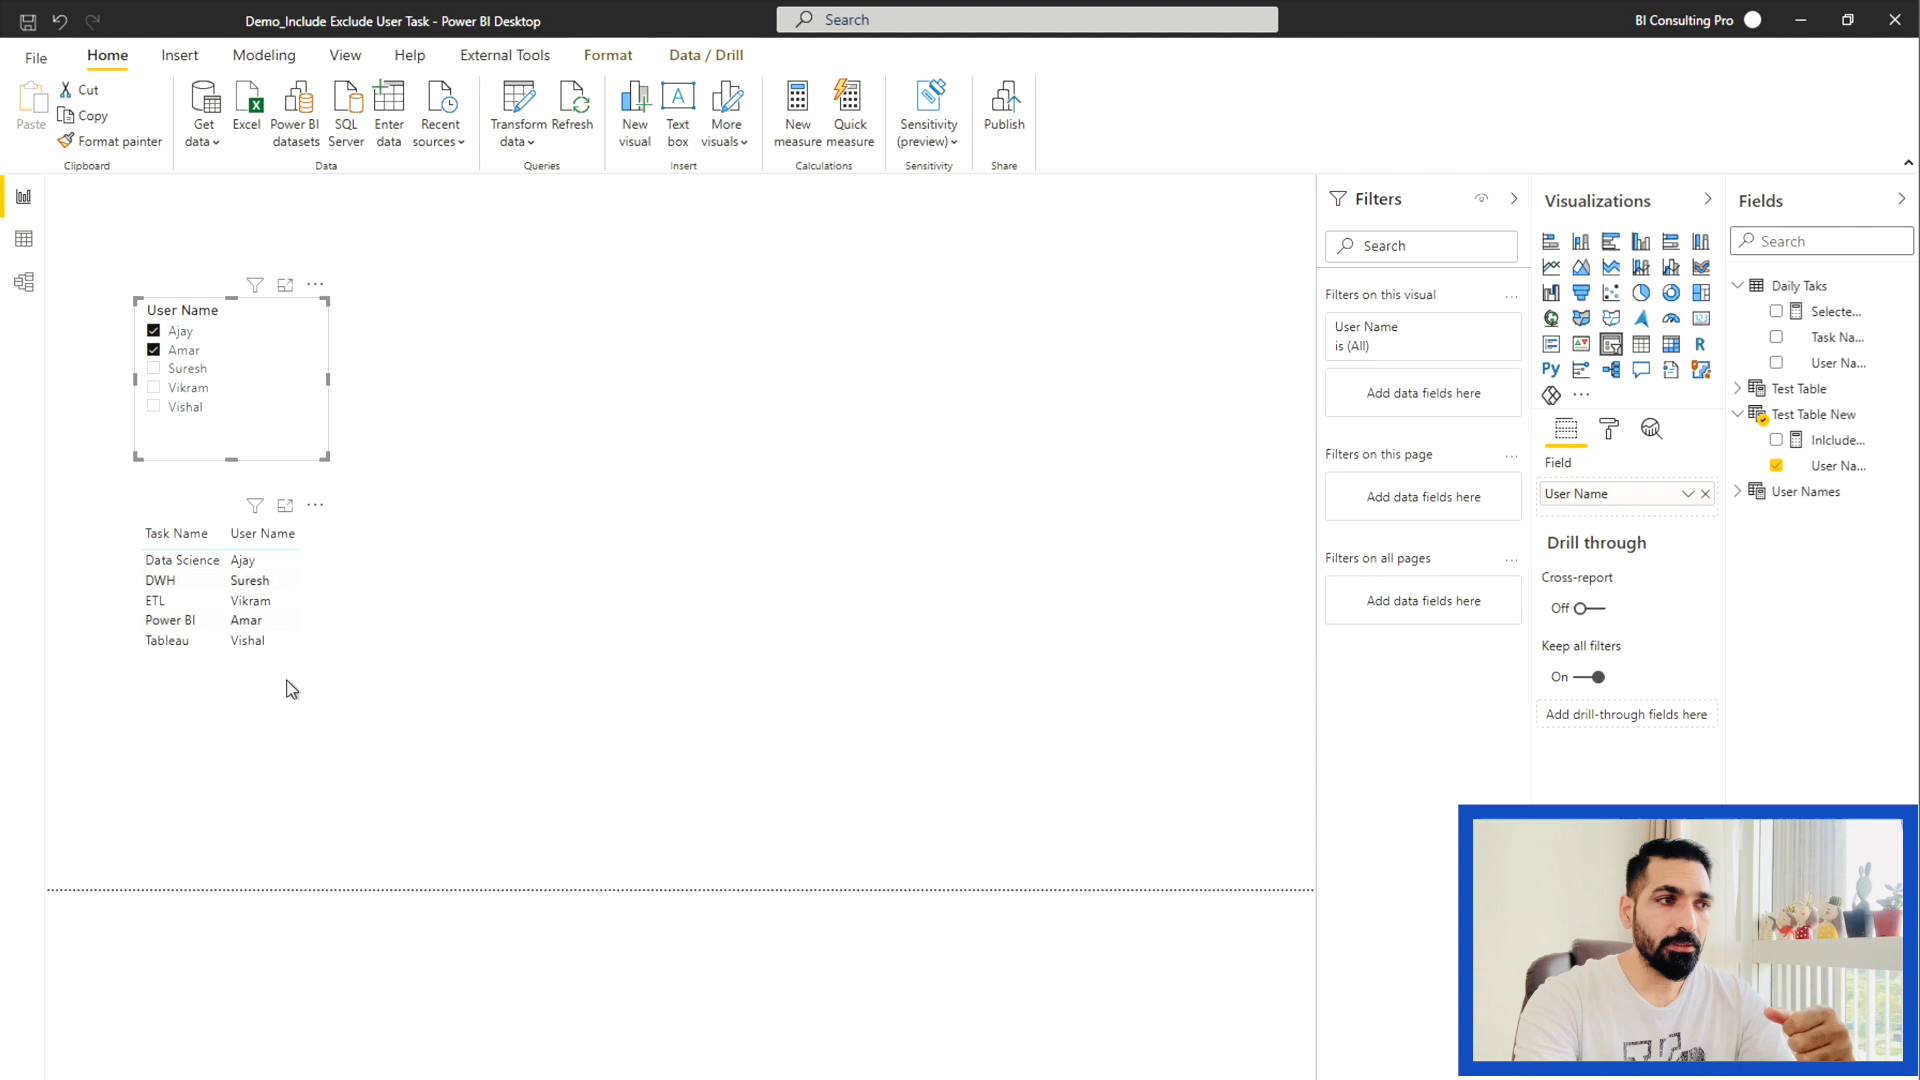 Demo_Include Exclude User Task - Power BI Desktop
Search
BI Consulting Pro
File
Home
Insert
Modeling
View
Help
External Tools
Format
Data / Drill
Paste
Cut
Copy
Format painter
Clipboard
Get data
Excel
Power BI datasets
SQL Server
Enter data
Recent sources
Data
Transform data
Refresh
Queries
New visual
Text box
More visuals
Insert
New measure
Quick measure
Calculations
Sensitivity (preview)
Sensitivity
Publish
Share
User Name
Ajay
Amar
Suresh
Vikram
Vishal
Task Name User Name
Data Science Ajay
DWH Suresh
ETL Vikram
Power BI Amar
Tableau Vishal
Filters
Search
Filters on this visual ...
User Name
is (All)
Add data fields here
Filters on this page ...
Add data fields here
Filters on all pages ...
Add data fields here
Visualizations
R
Py
123
Field
User Name
Drill through
Cross-report
Off
Keep all filters
On
Add drill-through fields here
Fields
Search
Daily Taks
Selecte...
Task Na...
User Na...
Test Table
Test Table New
Inlclude...
User Na...
User Names